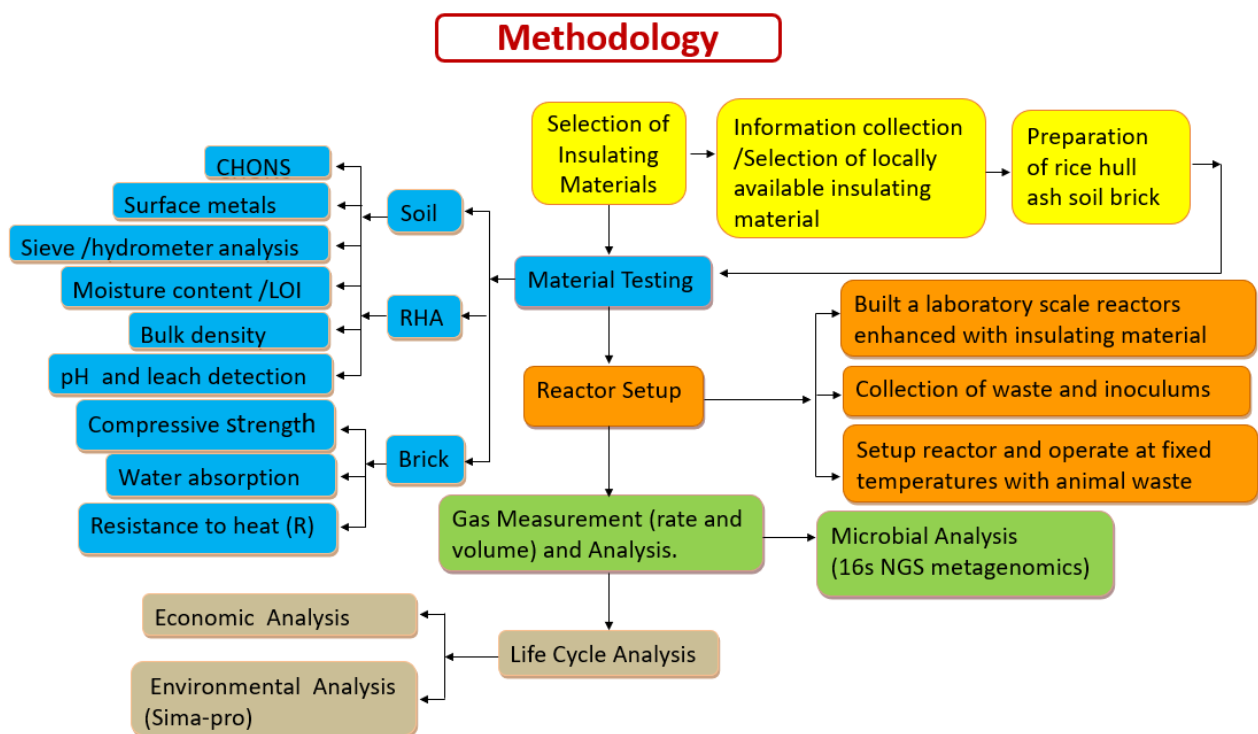 Methodology
Selection of
Insulating
Materials
Information collection
/Selection of locally
available insulating
material
Preparation
of rice hull
ash soil brick
CHONS
Surface metals
Sieve /hydrometer analysis
Moisture content /LOI
Bulk density
pH and leach detection
Compressive strength
Water absorption
Resistance to heat (R)
Soil
RHA
Brick
Material Testing
Reactor Setup
Built a laboratory scale reactors
enhanced with insulating material
Collection of waste and inoculums
Setup reactor and operate at fixed
temperatures with animal waste
Gas Measurement (rate and
volume) and Analysis.
Microbial Analysis
(16s NGS metagenomics)
Life Cycle Analysis
Economic Analysis
Environmental Analysis
(Sima-pro)